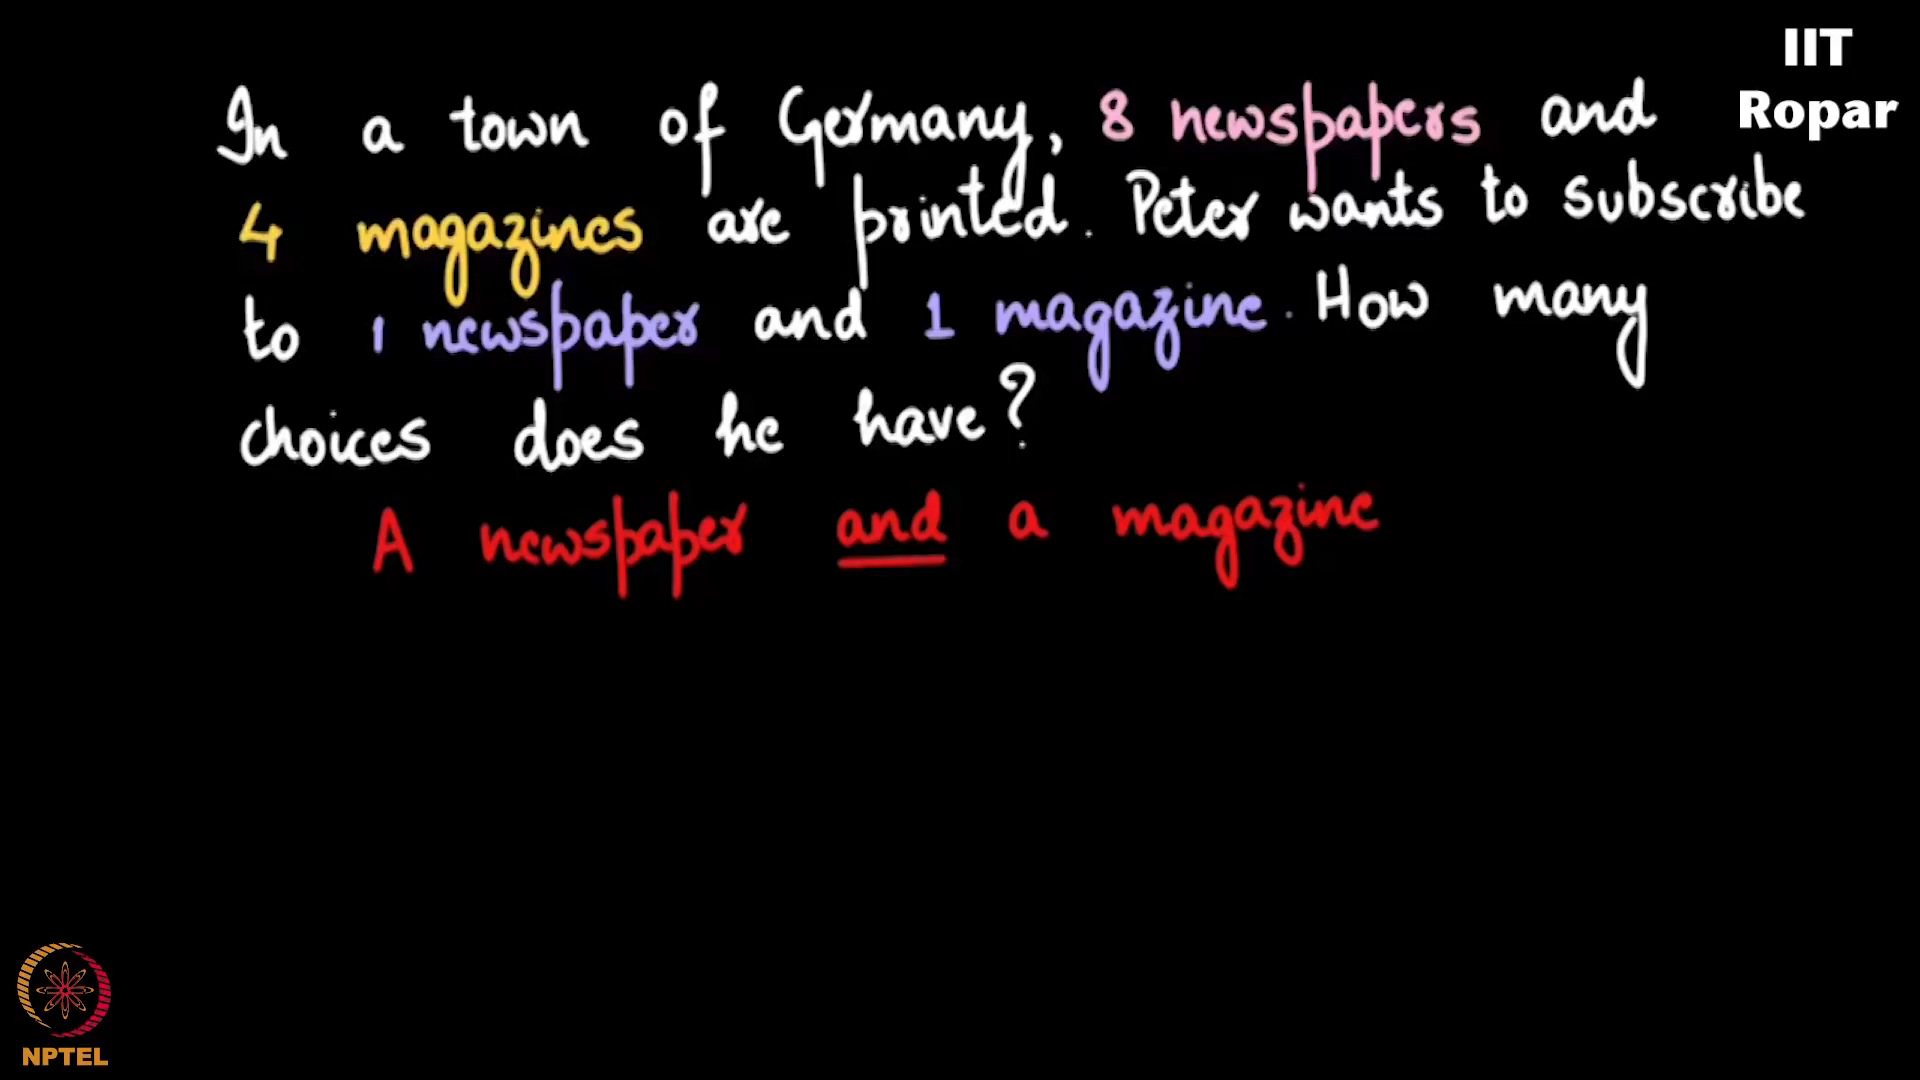 IIT
Ropar
In a town of Germany, 8 newspapers and
4 magazines are printed. Peter wants to subscribe
to 1 newspaper and 1 magazine. How many
choices does he have?
A newspaper and a magazine
NPTEL